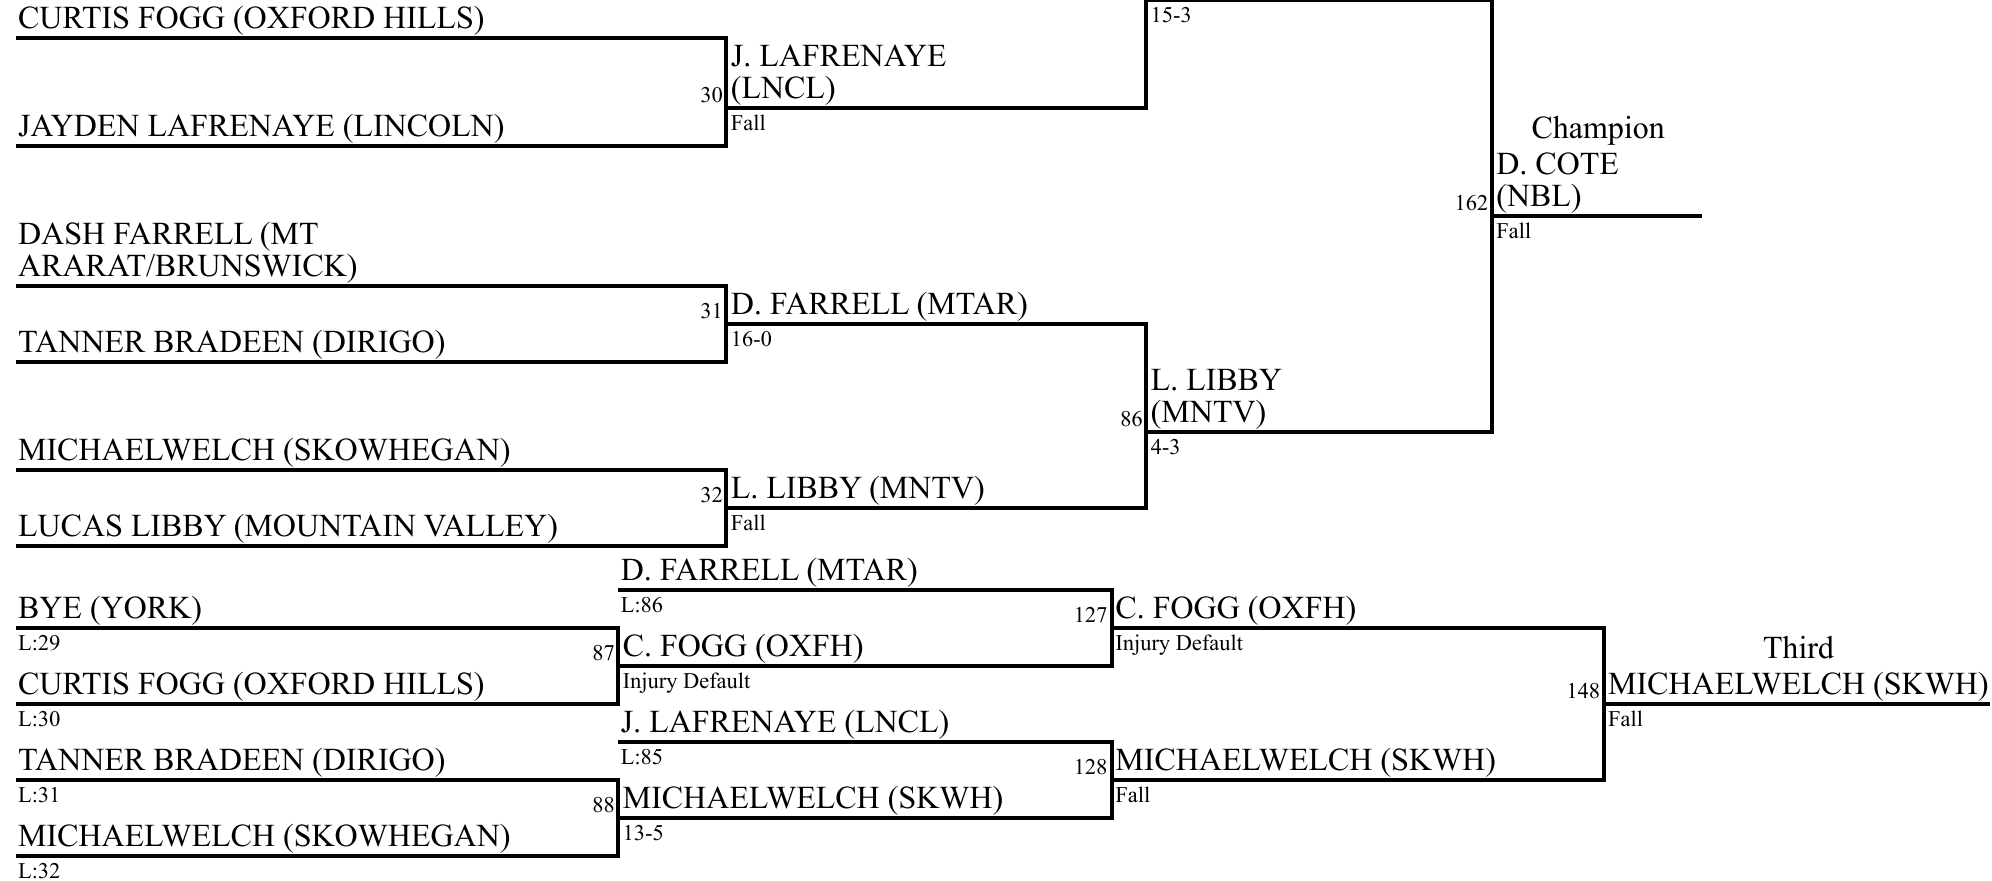 CURTIS FOGG (OXFORD HILLS)
15-3
J. LAFRENAYE
(LNCL)
30
Fall
JAYDEN LAFRENAYE (LINCOLN)
Champion
D. COTE
(NBL)
162
Fall
DASH FARRELL (MT
ARARAT/BRUNSWICK)
31
D. FARRELL (MTAR)
16-0
TANNER BRADEEN (DIRIGO)
L. LIBBY
(MNTV)
86
4-3
MICHAELWELCH (SKOWHEGAN)
32
L. LIBBY (MNTV)
Fall
LUCAS LIBBY (MOUNTAIN VALLEY)
D. FARRELL (MTAR)
L:86
BYE (YORK)
L:29
127
C. FOGG (OXFH)
Injury Default
87
C. FOGG (OXFH)
Injury Default
CURTIS FOGG (OXFORD HILLS)
L:30
Third
148
MICHAELWELCH (SKWH)
Fall
J. LAFRENAYE (LNCL)
L:85
TANNER BRADEEN (DIRIGO)
L:31
128
MICHAELWELCH (SKWH)
Fall
88
MICHAELWELCH (SKWH)
13-5
MICHAELWELCH (SKOWHEGAN)
L:32